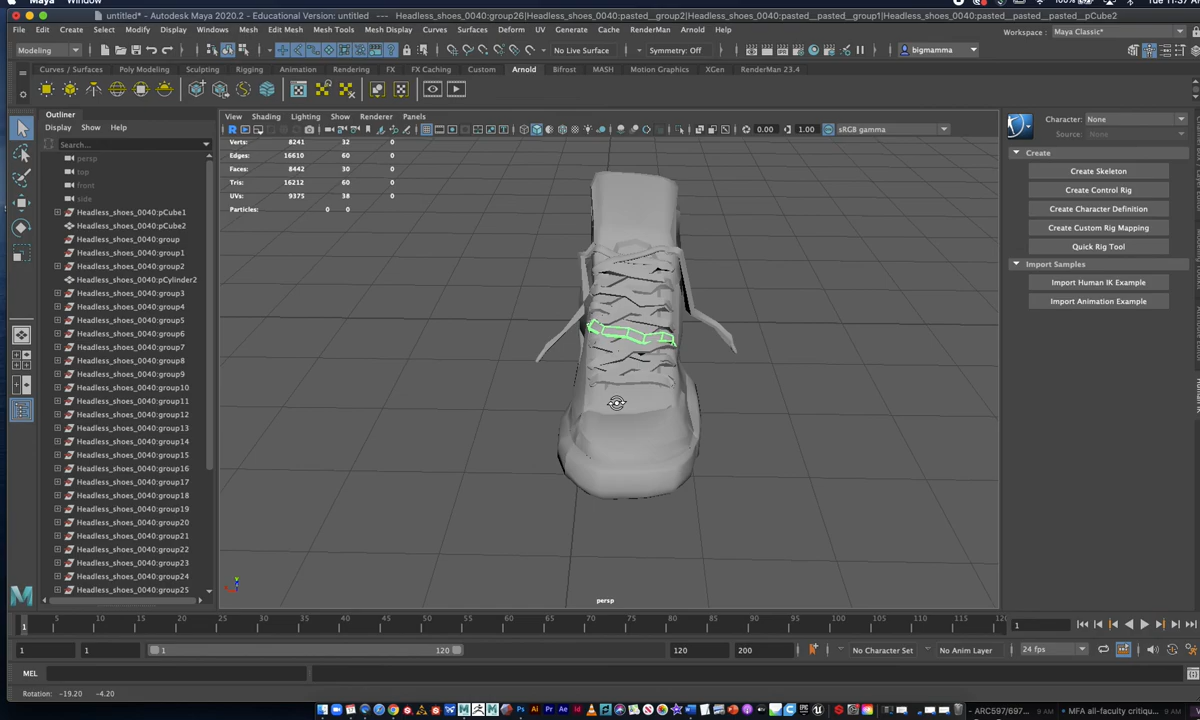 Window
100%
Tue 11:37
untitled* - Autodesk Maya 2020.2 - Educational Version: untitled --- Headless_shoes_0040:group26|Headless_shoes_0040:pasted__group2|Headless_shoes_0040:pasted__pasted__group1|Headless_shoes_0040:pasted__pasted__pasted__pCube2
File Edit Create Select Modify Display Windows Mesh Edit Mesh Mesh Tools Mesh Display Curves Surfaces Deform UV Generate Cache RenderMan Arnold Help
Workspace : Maya Classic*
Modeling
No Live Surface
Symmetry: Off
bigmamma
Curves / Surfaces Poly Modeling Sculpting Rigging Animation Rendering FX FX Caching Custom Arnold Bifrost MASH Motion Graphics XGen RenderMan 23.4
Outliner
Display Show Help
Search...
persp
top
front
side
Headless_shoes_0040:pCube1
Headless_shoes_0040:pCube2
Headless_shoes_0040:group
Headless_shoes_0040:group1
Headless_shoes_0040:group2
Headless_shoes_0040:pCylinder2
Headless_shoes_0040:group3
Headless_shoes_0040:group4
Headless_shoes_0040:group5
Headless_shoes_0040:group6
Headless_shoes_0040:group7
Headless_shoes_0040:group8
Headless_shoes_0040:group9
Headless_shoes_0040:group10
Headless_shoes_0040:group11
Headless_shoes_0040:group12
Headless_shoes_0040:group13
Headless_shoes_0040:group14
Headless_shoes_0040:group15
Headless_shoes_0040:group16
Headless_shoes_0040:group17
Headless_shoes_0040:group18
Headless_shoes_0040:group19
Headless_shoes_0040:group20
Headless_shoes_0040:group21
Headless_shoes_0040:group22
Headless_shoes_0040:group23
Headless_shoes_0040:group24
Headless_shoes_0040:group25
View Shading Lighting Show Renderer Panels
0.00 1.00 sRGB gamma
Verts: 8241 32 0
Edges: 16610 60 0
Faces: 8442 30 0
Tris: 16212 60 0
UVs: 9375 38 0
Particles: 0 0
persp
Character: None
Source: None
Create
Create Skeleton
Create Control Rig
Create Character Definition
Create Custom Rig Mapping
Quick Rig Tool
Import Samples
Import Human IK Example
Import Animation Example
1 5 10 15 20 25 30 35 40 45 50 55 60 65 70 75 80 85 90 95 100 105 110 115 120
1
1 1 1 120 120 200 No Character Set No Anim Layer 24 fps
MEL
Rotation: -19.20 -4.20
ARC597/697... 9 AM
MFA all-faculty critiqu... 9 AM